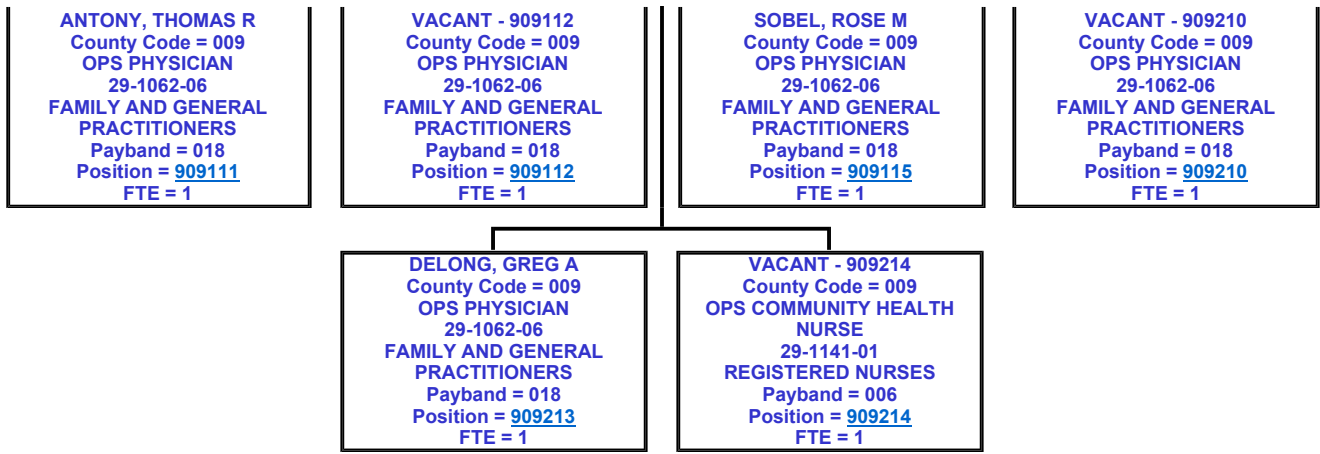 ANTONY, THOMAS R
County Code = 009
OPS PHYSICIAN
29-1062-06
FAMILY AND GENERAL
PRACTITIONERS
Payband = 018
Position = 909111
FTE = 1
VACANT - 909112
County Code = 009
OPS PHYSICIAN
29-1062-06
FAMILY AND GENERAL
PRACTITIONERS
Payband = 018
Position = 909112
FTE = 1
SOBEL, ROSE M
County Code = 009
OPS PHYSICIAN
29-1062-06
FAMILY AND GENERAL
PRACTITIONERS
Payband = 018
Position = 909115
FTE = 1
VACANT - 909210
County Code = 009
OPS PHYSICIAN
29-1062-06
FAMILY AND GENERAL
PRACTITIONERS
Payband = 018
Position = 909210
FTE = 1
DELONG, GREG A
County Code = 009
OPS PHYSICIAN
29-1062-06
FAMILY AND GENERAL
PRACTITIONERS
Payband = 018
Position = 909213
FTE = 1
VACANT - 909214
County Code = 009
OPS COMMUNITY HEALTH
NURSE
29-1141-01
REGISTERED NURSES
Payband = 006
Position = 909214
FTE = 1